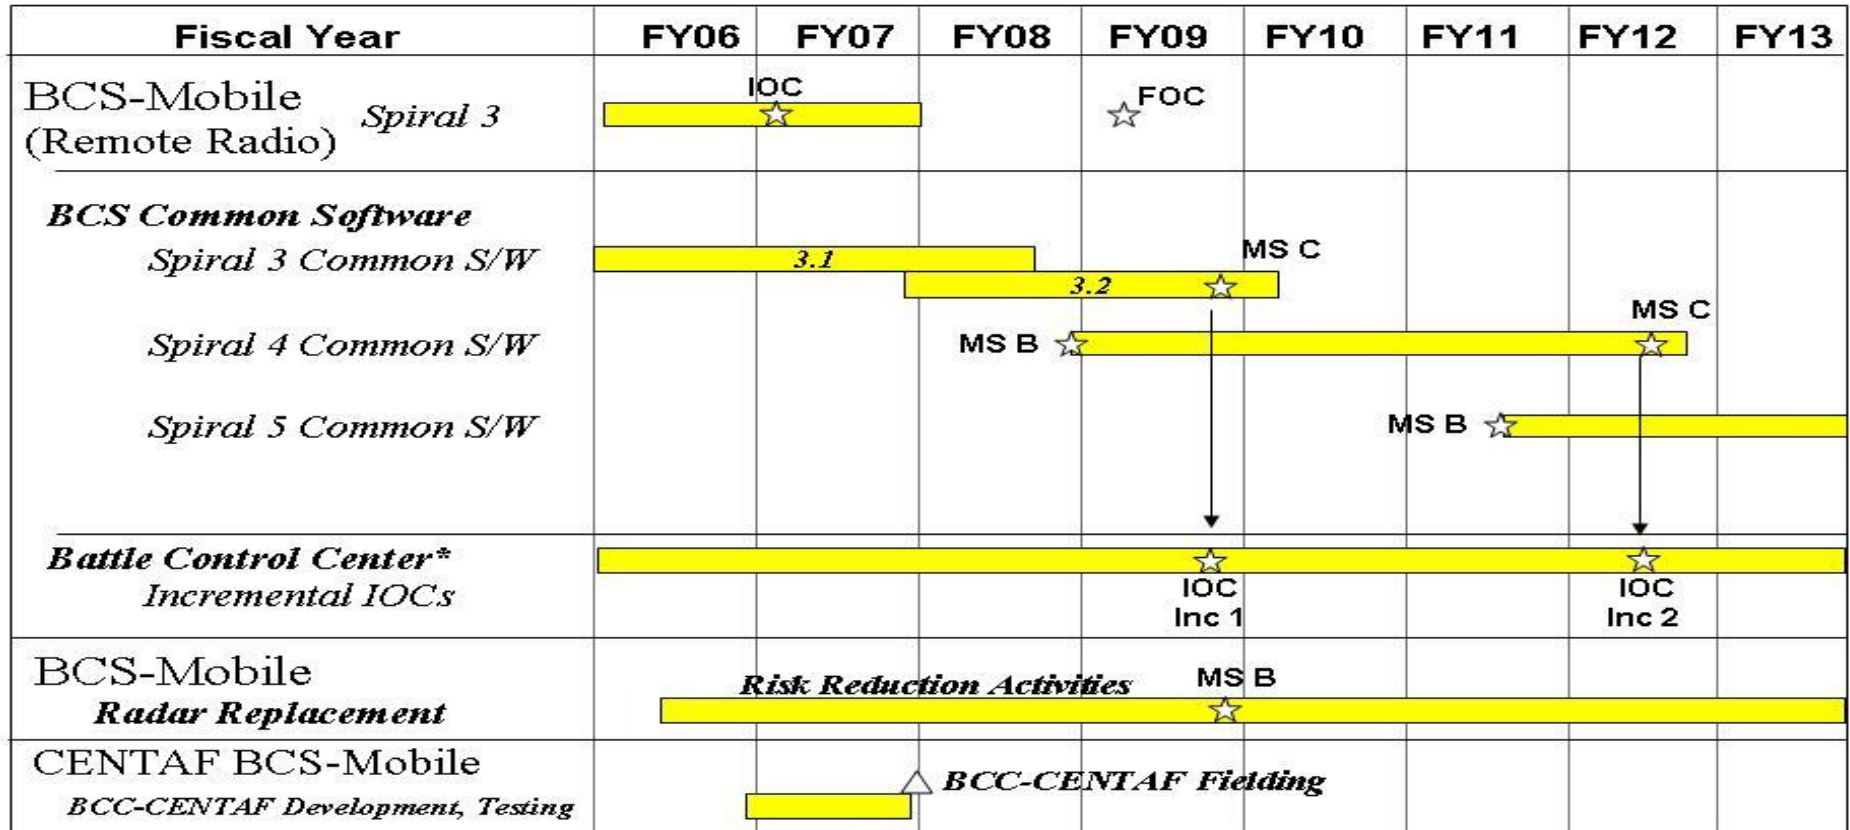 Fiscal Year FY06 FY07 FY08 FY09 FY10 FY11 FY12 FY13
BCS-Mobile
(Remote Radio) Spiral 3
IOC
FOC
BCS Common Software
Spiral 3 Common S/W
3.1
MS C
3.2
Spiral 4 Common S/W
MS B
MS C
Spiral 5 Common S/W
MS B
Battle Control Center*
Incremental IOCs
IOC
Inc 1
IOC
Inc 2
BCS-Mobile
Radar Replacement
Risk Reduction Activities
MS B
CENTAF BCS-Mobile
BCC-CENTAF Development, Testing
BCC-CENTAF Fielding